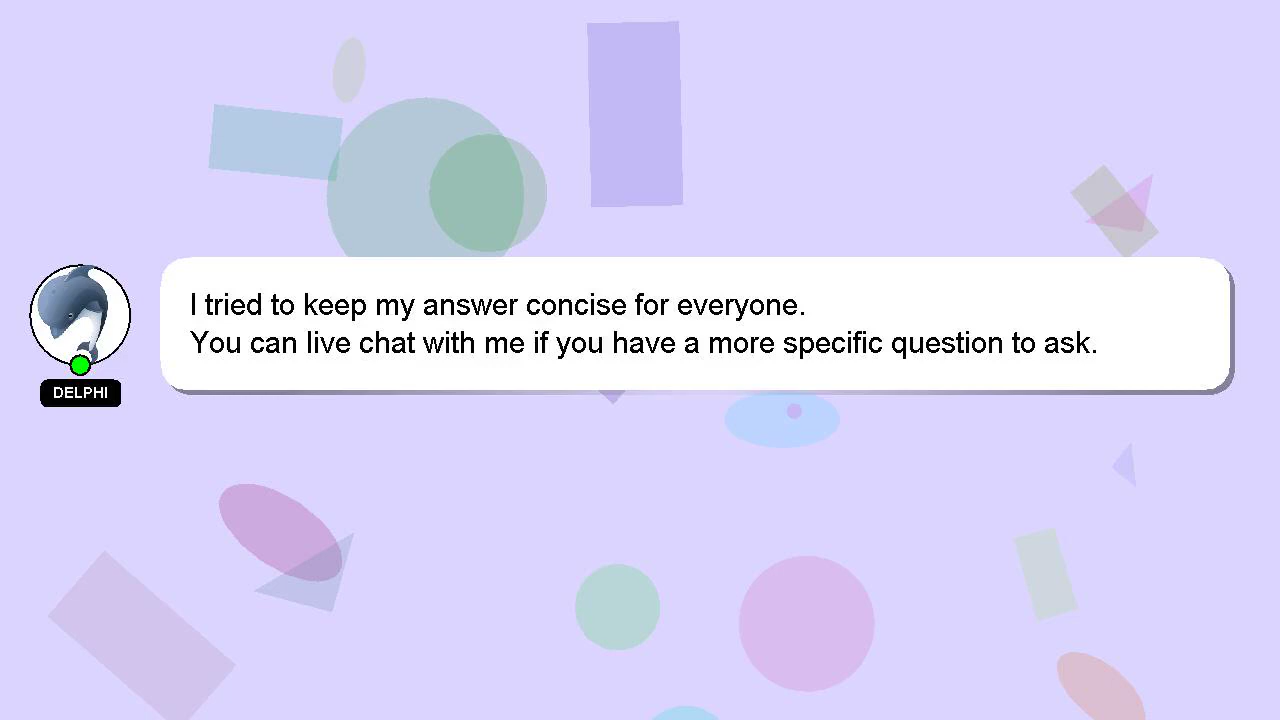 I tried to keep my answer concise for everyone.
You can live chat with me if you have a more specific question to ask.
DELPHI